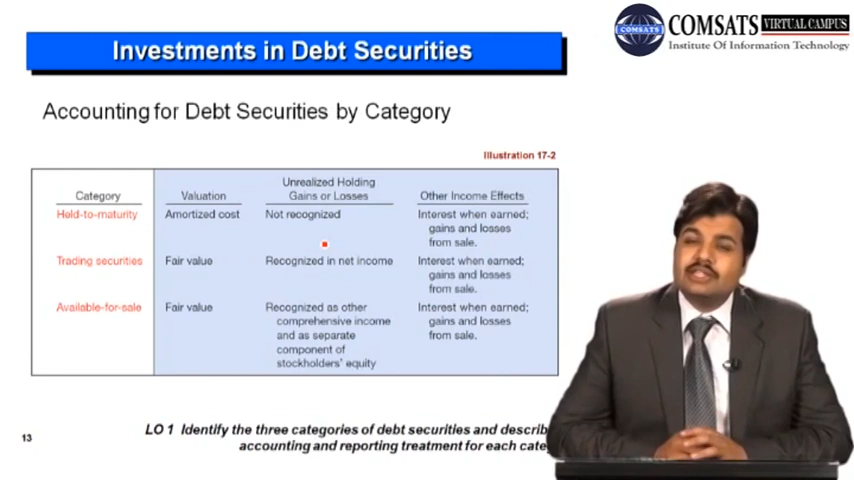 COMSATS VIRTUAL CAMPUS
Institute Of Information Technology
COMSATS
Investments in Debt Securities
Accounting for Debt Securities by Category
Illustration 17-2
Category
Valuation
Unrealized Holding
Gains or Losses
Other Income Effects
Held-to-maturity
Amortized cost
Not recognized
Interest when earned;
gains and losses
from sale.
Trading securities
Fair value
Recognized in net income
Interest when earned;
gains and losses
from sale.
Available-for-sale
Fair value
Recognized as other
comprehensive income
and as separate
component of
stockholders' equity
Interest when earned;
gains and losses
from sale.
13
LO 1 Identify the three categories of debt securities and
accounting and reporting treatment for each